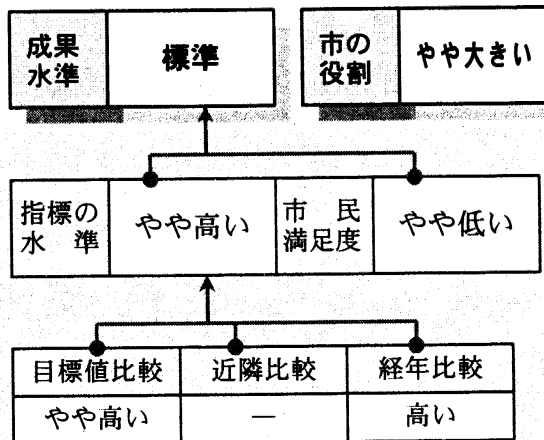 成果
水準
標準
市の
役割
やや大きい
指標の
水 準
やや高い
市 民
満足度
やや低い
目標値比較
近隣比較
経年比較
やや高い
—
高い